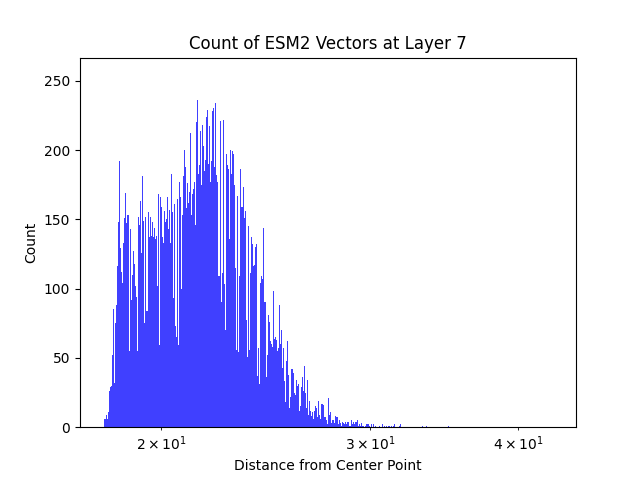 Count of ESM2 Vectors at Layer 7
250
200
150
100
50
0
Count
2 × 10¹ 3 × 10¹ 4 × 10¹
Distance from Center Point